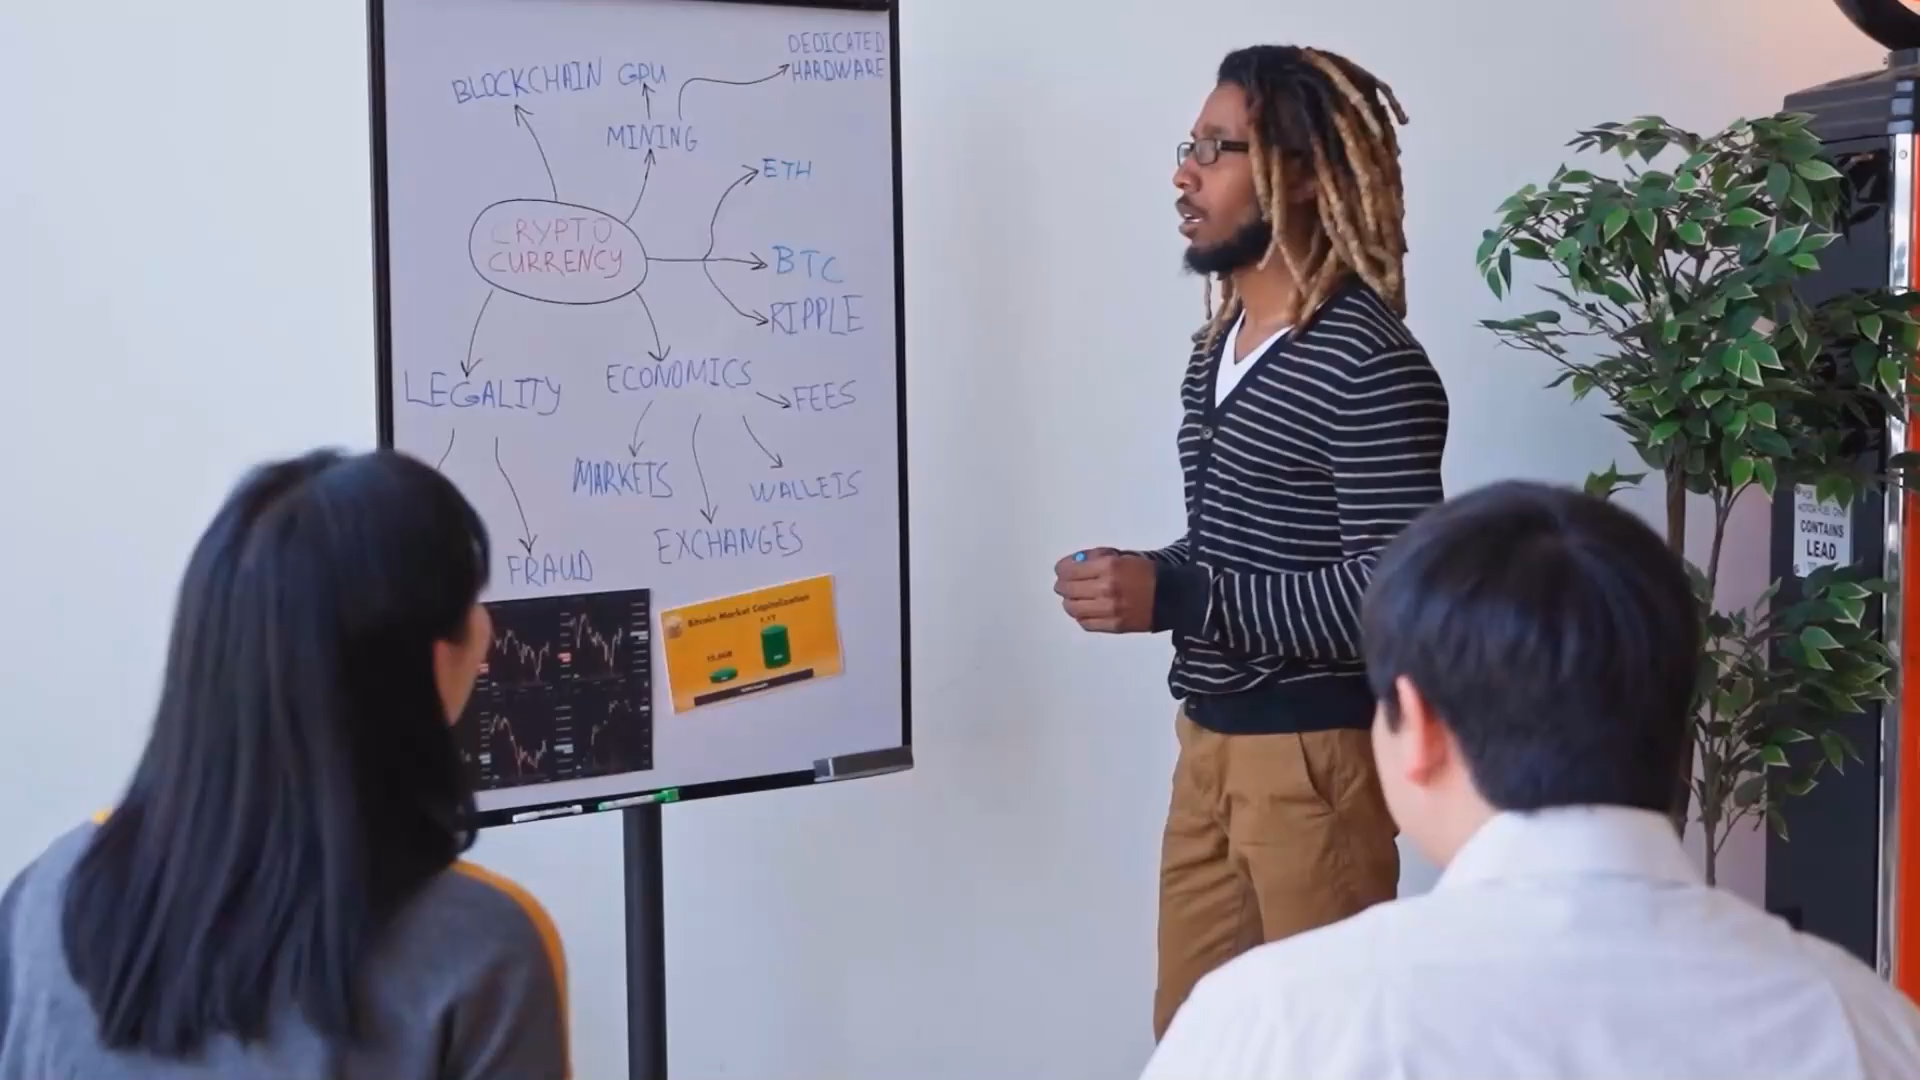 DEDICATED
HARDWARE
BLOCKCHAIN
GPU
MINING
ETH
CRYPTO
CURRENCY
BTC
RIPPLE
LEGALITY
ECONOMICS
FEES
MARKETS
WALLETS
EXCHANGES
FRAUD
Bitcoin Market Capitalization
CONTAINS
LEAD